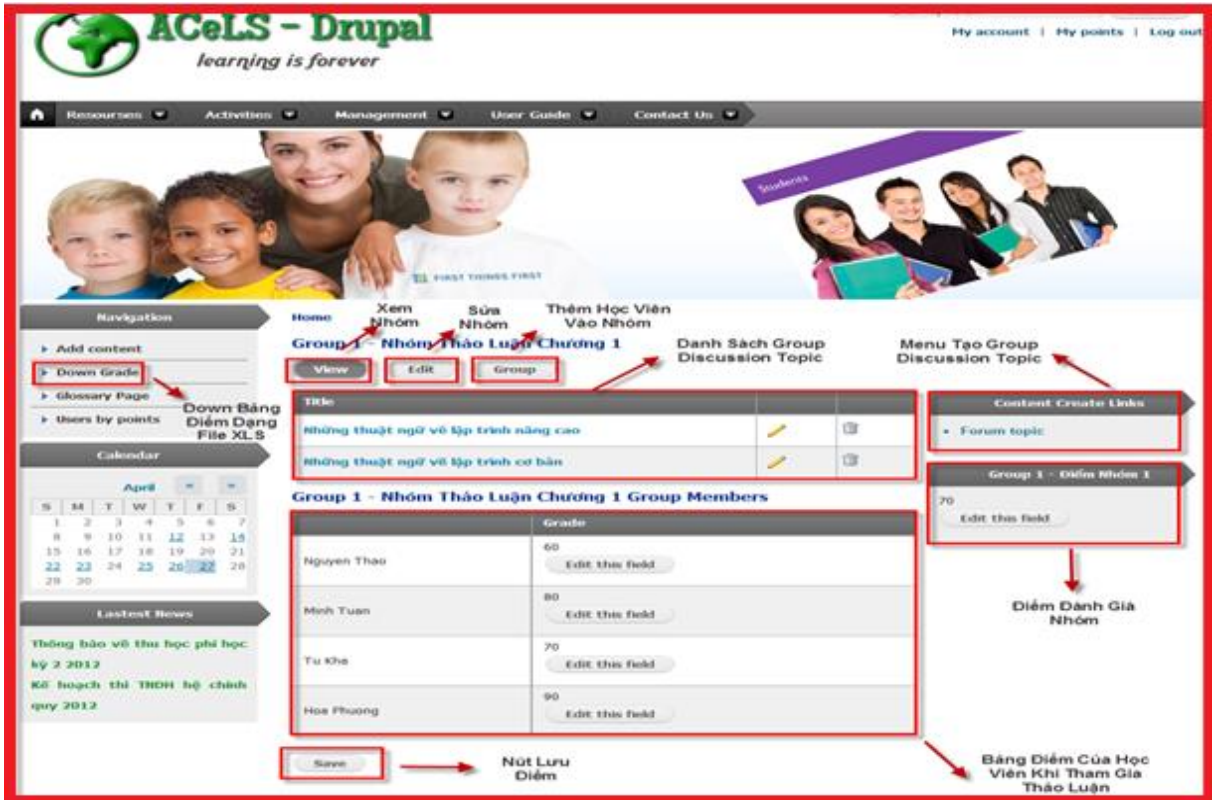 ACeLS - Drupal
learning is forever
My account | My points | Log out
Resourses
Activities
Management
User Guide
Contact Us
FIRST THINGS FIRST
Students
Navigation
Add content
Down Grade
Glossary Page
Users by points
Down Bảng
Điểm Dạng
File XLS
Calendar
April
« »
S M T W T F S
1 2 3 4 5 6 7
8 9 10 11 12 13 14
15 16 17 18 19 20 21
22 23 24 25 26 27 28
29 30
Lastest News
Thông báo về thu học phí học
kỳ 2 2012
Kế hoạch thi TNDH hệ chính
quy 2012
Home
Xem
Nhóm
Sửa
Nhóm
Thêm Học Viên
Vào Nhóm
Group 1 - Nhóm Thảo Luận Chương 1
View
Edit
Group
Danh Sách Group
Discussion Topic
Title
Những thuật ngữ về lập trình nâng cao
Những thuật ngữ về lập trình cơ bản
Group 1 - Nhóm Thảo Luận Chương 1 Group Members
Grade
Nguyen Thao
60
Edit this field
Minh Tuan
80
Edit this field
Tu Kha
70
Edit this field
Hoa Phuong
90
Edit this field
Save
Nút Lưu
Điểm
Menu Tạo Group
Discussion Topic
Content Create Links
Forum topic
Group 1 - Điểm Nhóm 1
70
Edit this field
Điểm Đánh Giá
Nhóm
Bảng Điểm Của Học
Viên Khi Tham Gia
Thảo Luận